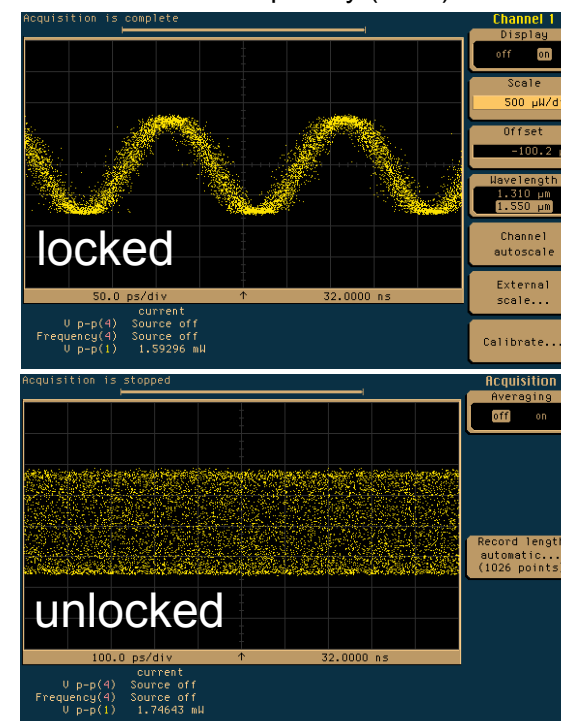 Acquisition is complete
Channel 1
Display
off on
Scale
500 µW/d
Offset
-100.2
Wavelength
1.310 µm
1.550 µm
Channel
autoscale
External
scale...
Calibrate...
locked
50.0 ps/div ↑ 32.0000 ns
current
V p-p(4) Source off
Frequency(4) Source off
V p-p(1) 1.59296 mW
Acquisition is stopped
Acquisition
Averaging
off on
Record length
automatic...
(1026 points
unlocked
100.0 ps/div ↑ 32.0000 ns
current
V p-p(4) Source off
Frequency(4) Source off
V p-p(1) 1.74643 mW